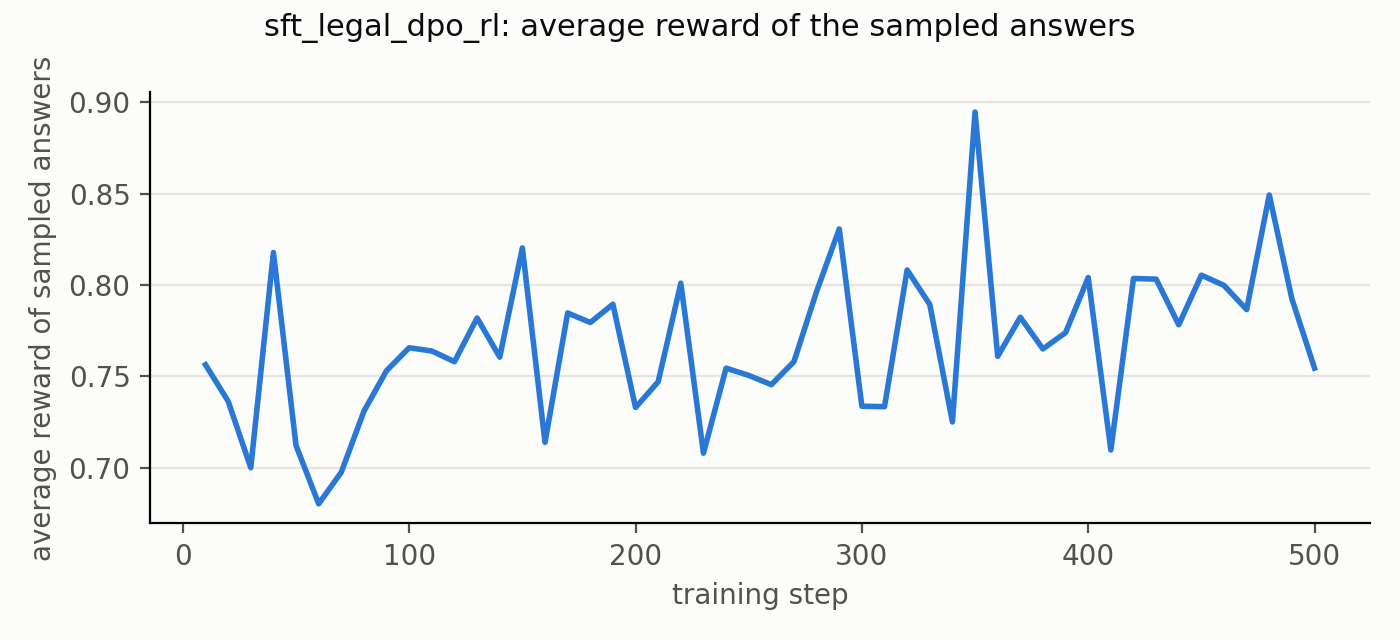 sft_legal_dpo_rl: average reward of the sampled answers
average reward of sampled answers
0.90
0.85
0.80
0.75
0.70
0 100 200 300 400 500
training step